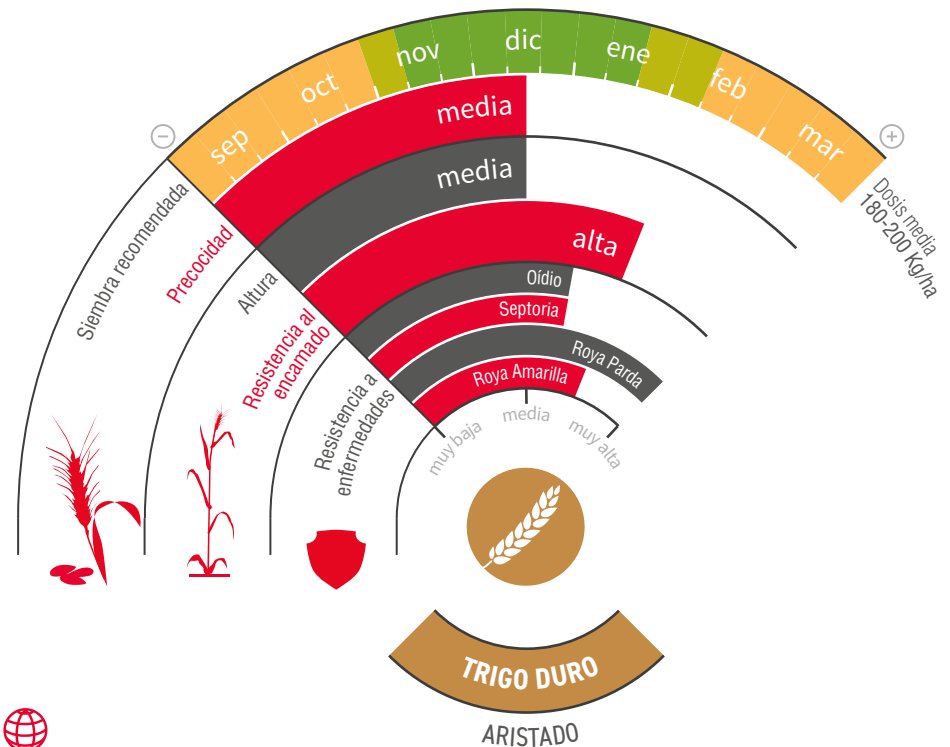 sep
oct
nov
dic
ene
feb
mar
−
+
Dosis media
180-200 Kg/ha
Siembra recomendada
Precocidad
media
Altura
media
Resistencia al
encamado
alta
Resistencia a
enfermedades
Oídio
Septoria
Roya Parda
Roya Amarilla
muy baja
media
muy alta
TRIGO DURO
ARISTADO